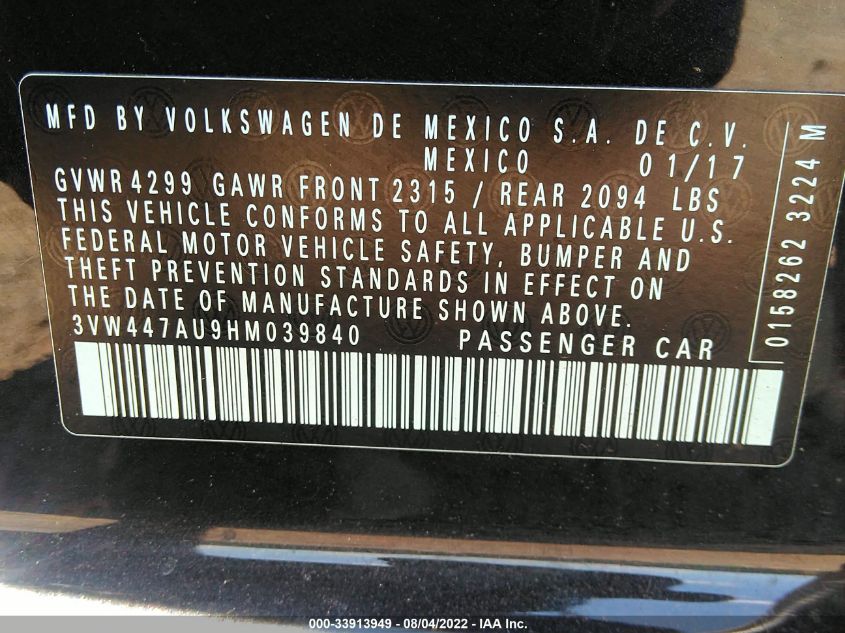 MFD BY VOLKSWAGEN DE MEXICO S.A. DE C.V.
MEXICO 01/17
GVWR 4299 GAWR FRONT 2315 / REAR 2094 LBS
THIS VEHICLE CONFORMS TO ALL APPLICABLE U.S.
FEDERAL MOTOR VEHICLE SAFETY, BUMPER AND
THEFT PREVENTION STANDARDS IN EFFECT ON
THE DATE OF MANUFACTURE SHOWN ABOVE.
3VW447AU9HM039840 PASSENGER CAR
0158262 3224 M
000-33913949 - 08/04/2022 - IAA Inc.